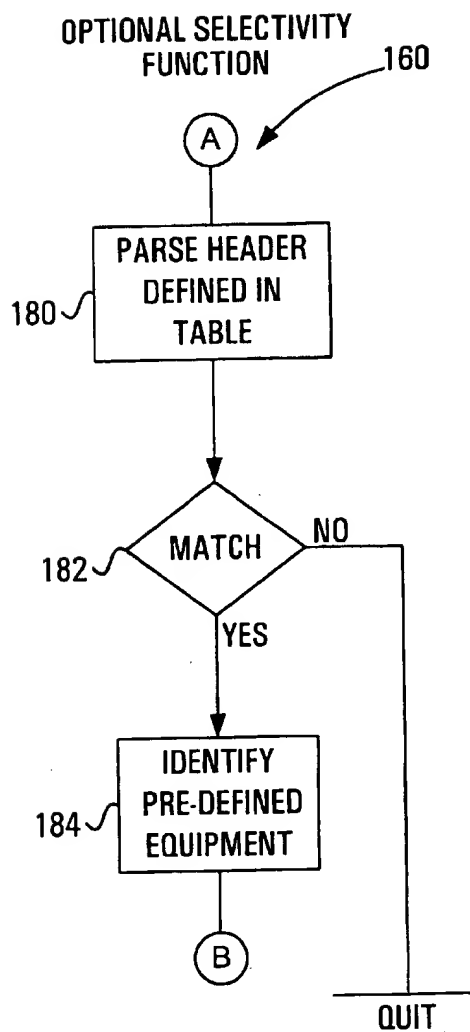 OPTIONAL SELECTIVITY
FUNCTION
160
A
PARSE HEADER
DEFINED IN
TABLE
180
MATCH
182
NO
YES
IDENTIFY
PRE-DEFINED
EQUIPMENT
184
B
QUIT